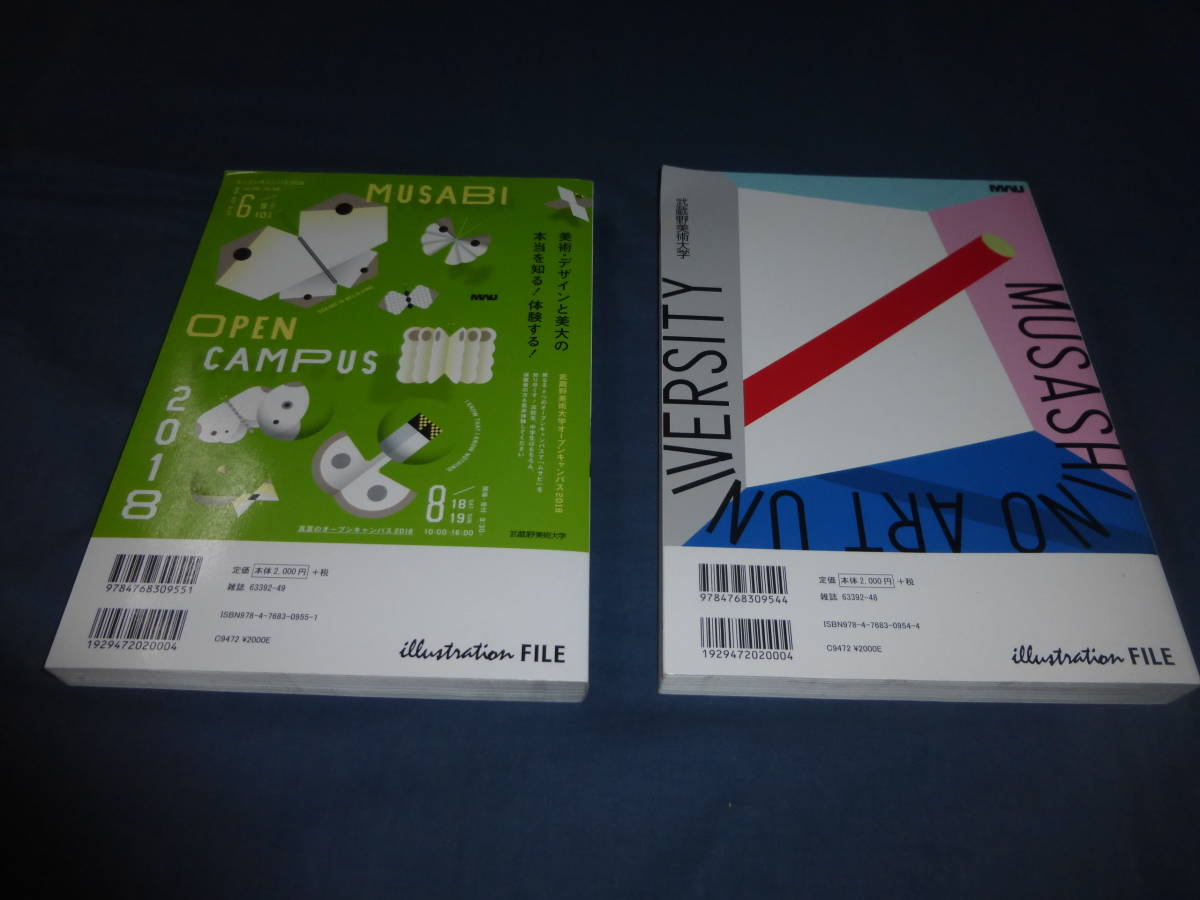 MUSABI
6
美術・デザインと美大の
本当を知る！体験する！
MAU
OPEN
CAMPUS
2018
武蔵野美術大学オープンキャンパス2018
I KNOW THAT I KNOW NOTHING
8
18 SAT
19 SUN
10:00-16:00
真夏のオープンキャンパス2018
武蔵野美術大学
9784768309551
1929472020004
定価 本体2,000円 +税
雑誌 63392-49
ISBN978-4-7683-0955-1
C9472 ¥2000E
illustration FILE
MAU
武蔵野美術大学
MUSASHINO ART UNIVERSITY
9784768309544
1929472020004
定価 本体2,000円 +税
雑誌 63392-48
ISBN978-4-7683-0954-4
C9472 ¥2000E
illustration FILE